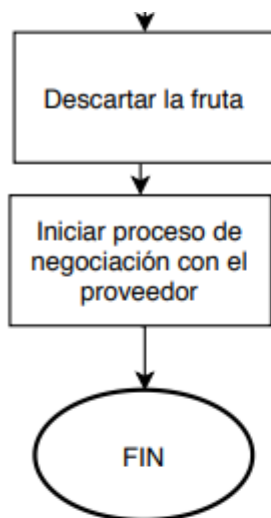 Descartar la fruta
Iniciar proceso de
negociación con el
proveedor
FIN